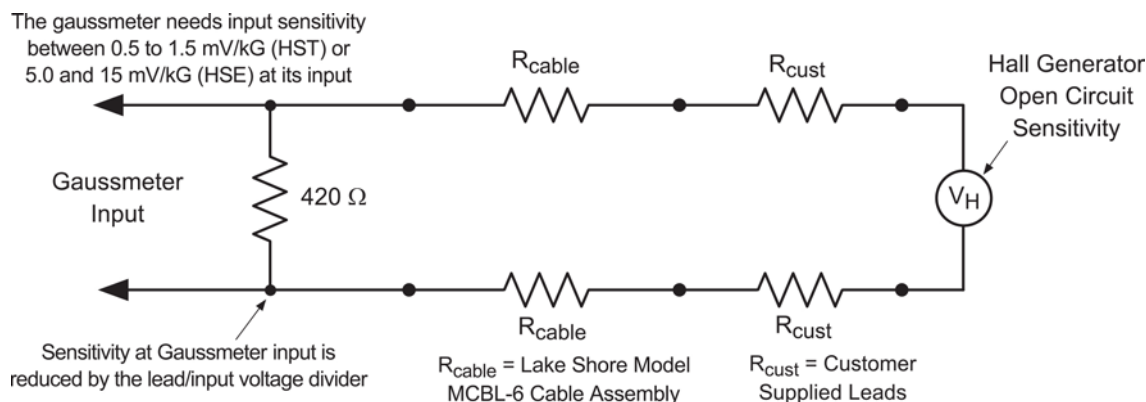 The gaussmeter needs input sensitivity
between 0.5 to 1.5 mV/kG (HST) or
5.0 and 15 mV/kG (HSE) at its input
Rcable
Rcust
Hall Generator
Open Circuit
Sensitivity
Gaussmeter
Input
420 Ω
VH
Rcable
Rcust
Sensitivity at Gaussmeter input is
reduced by the lead/input voltage divider
Rcable = Lake Shore Model
MCBL-6 Cable Assembly
Rcust = Customer
Supplied Leads